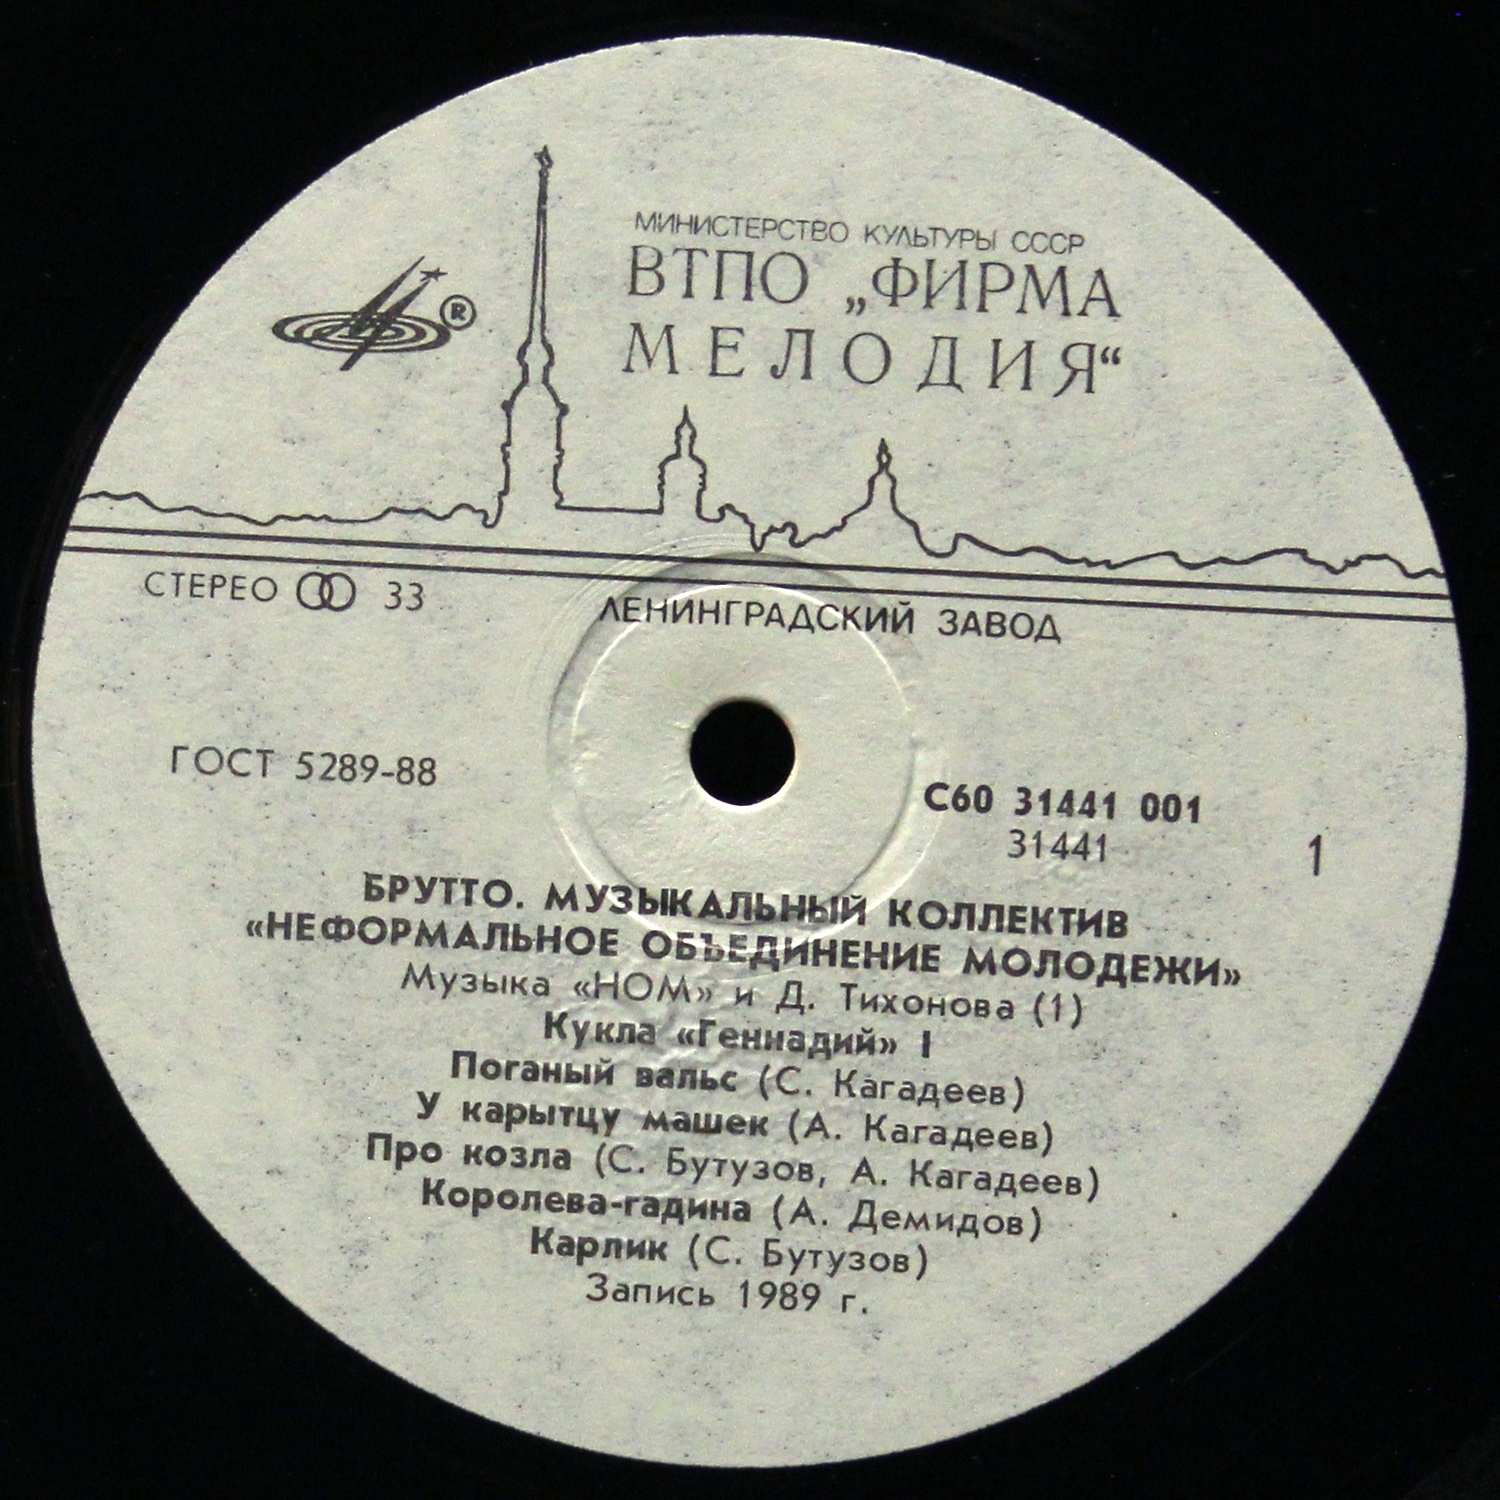 МИНИСТЕРСТВО КУЛЬТУРЫ СССР
ВТПО „ФИРМА
МЕЛОДИЯ“
®
СТЕРЕО 33
ЛЕНИНГРАДСКИЙ ЗАВОД
ГОСТ 5289-88
С60 31441 001
31441
1
БРУТТО. МУЗЫКАЛЬНЫЙ КОЛЛЕКТИВ
«НЕФОРМАЛЬНОЕ ОБЪЕДИНЕНИЕ МОЛОДЕЖИ»
Музыка «НОМ» и Д. Тихонова (1)
Кукла «Геннадий» I
Поганый вальс (С. Кагадеев)
У карытцу машек (А. Кагадеев)
Про козла (С. Бутузов, А. Кагадеев)
Королева-гадина (А. Демидов)
Карлик (С. Бутузов)
Запись 1989 г.